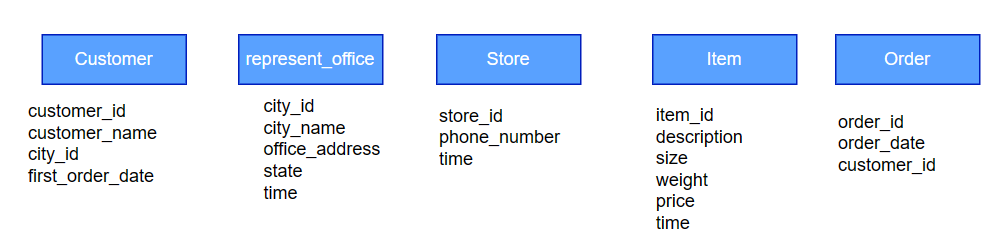 Customer
customer_id
customer_name
city_id
first_order_date
represent_office
city_id
city_name
office_address
state
time
Store
store_id
phone_number
time
Item
item_id
description
size
weight
price
time
Order
order_id
order_date
customer_id